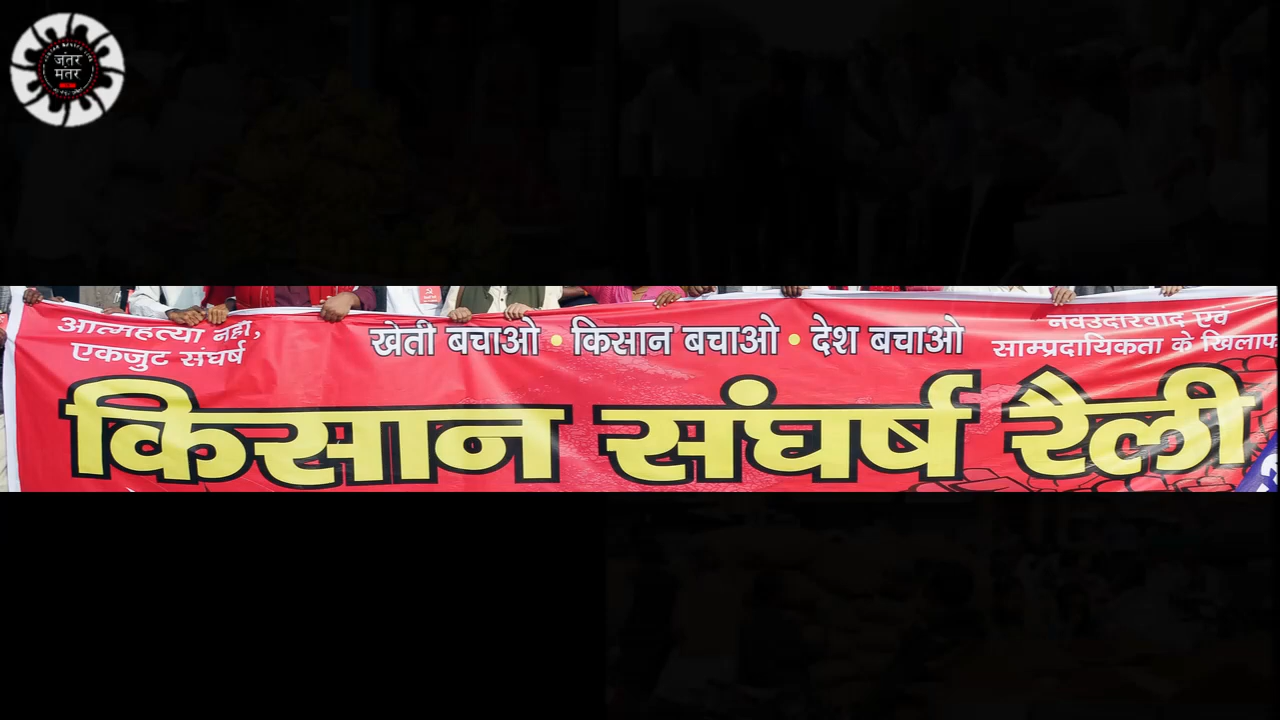 जंतर
मंतर
आत्महत्या नहीं,
एकजुट संघर्ष
खेती बचाओ • किसान बचाओ • देश बचाओ
नवउदारवाद एवं
साम्प्रदायिकता के खिलाफ
किसान संघर्ष रैली